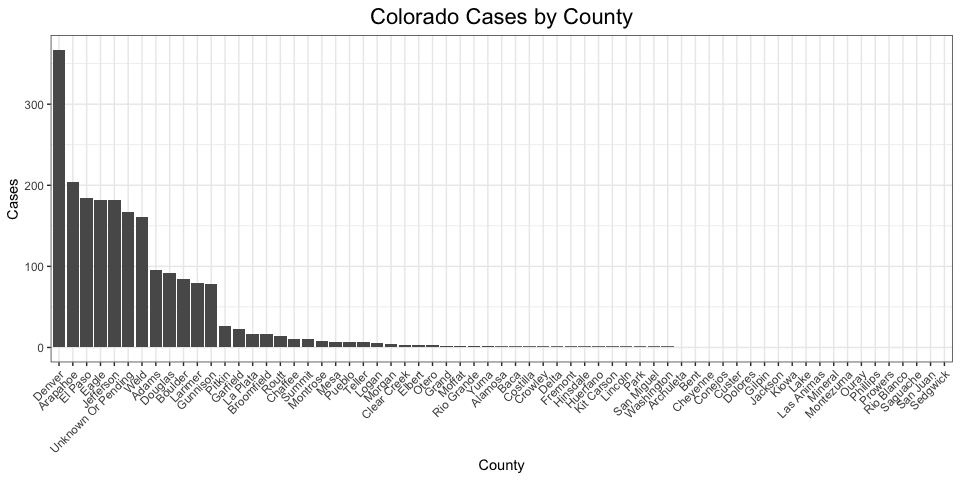 Colorado Cases by County
Cases
300
200
100
0
Denver
Arapahoe
El Paso
Eagle
Jefferson
Unknown Or Pending
Weld
Adams
Douglas
Boulder
Larimer
Gunnison
Pitkin
Garfield
La Plata
Broomfield
Routt
Chaffee
Summit
Montrose
Mesa
Pueblo
Teller
Logan
Morgan
Clear Creek
Elbert
Otero
Grand
Moffat
Rio Grande
Yuma
Alamosa
Baca
Costilla
Crowley
Delta
Fremont
Hinsdale
Huerfano
Kit Carson
Lincoln
Park
San Miguel
Washington
Archuleta
Bent
Cheyenne
Conejos
Custer
Dolores
Gilpin
Jackson
Kiowa
Lake
Las Animas
Mineral
Montezuma
Ouray
Phillips
Prowers
Rio Blanco
Saguache
San Juan
Sedgwick
County